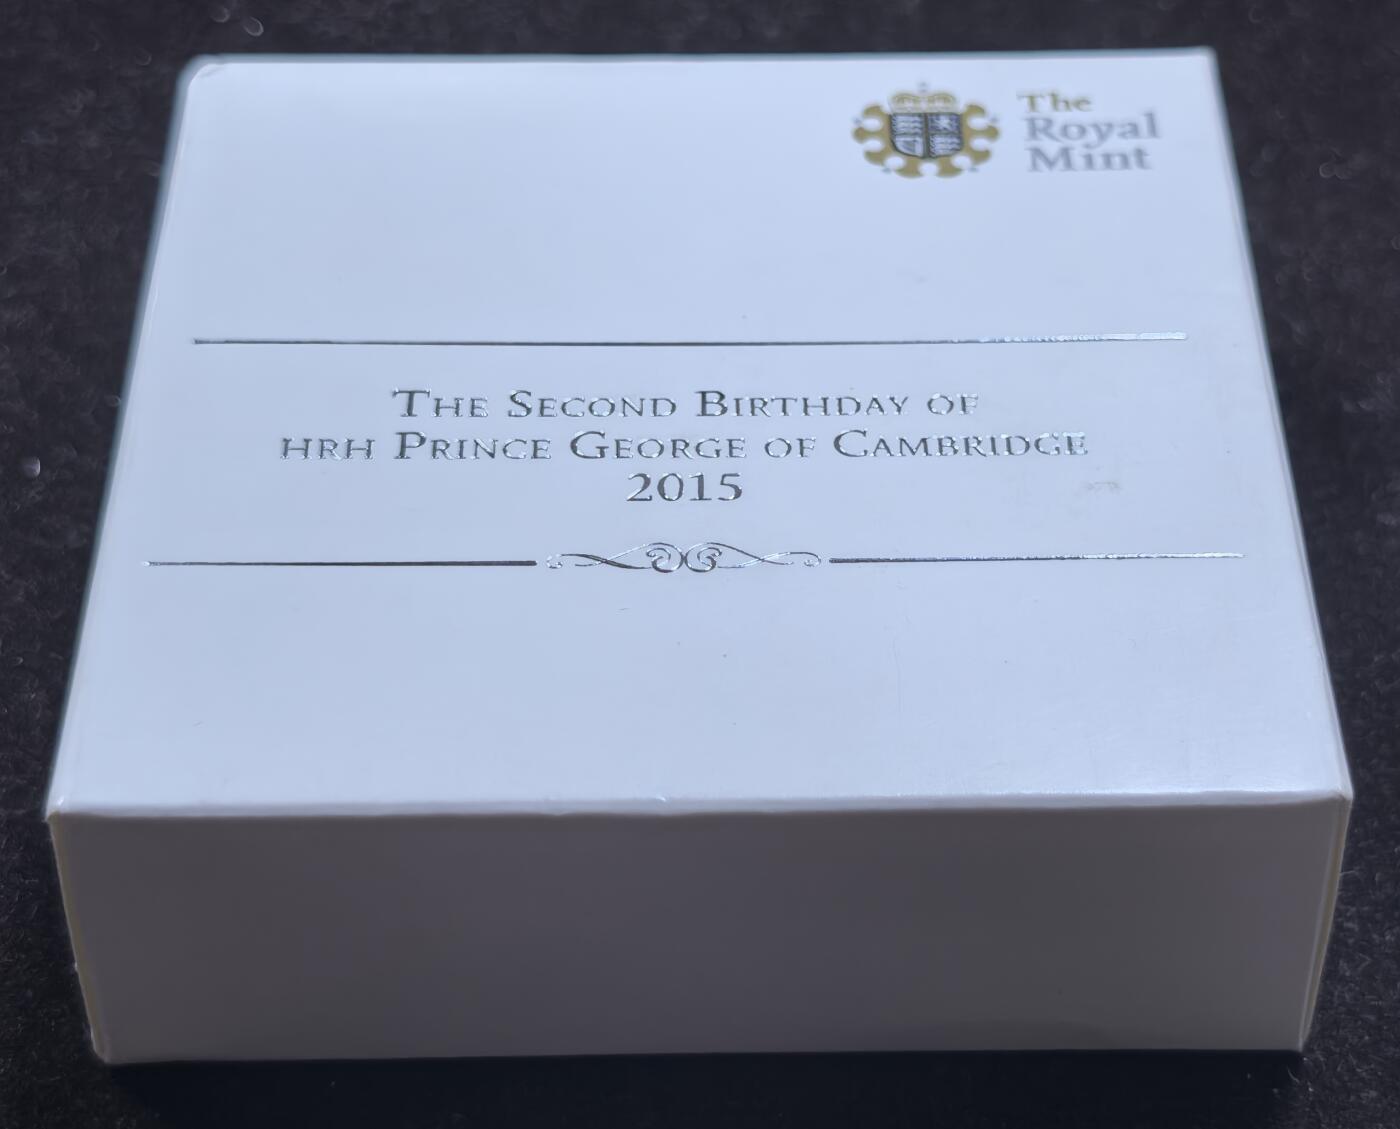 The
Royal
Mint
The Second Birthday of
HRH Prince George of Cambridge
2015